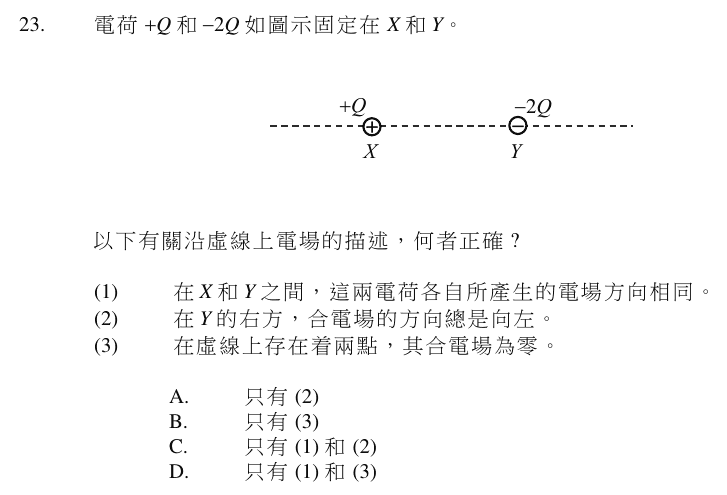 23. 電荷 +Q 和 –2Q 如圖示固定在 X 和 Y。
+Q –2Q
X Y
以下有關沿虛線上電場的描述，何者正確？
(1) 在 X 和 Y 之間，這兩電荷各自所產生的電場方向相同。
(2) 在 Y 的右方，合電場的方向總是向左。
(3) 在虛線上存在着兩點，其合電場為零。
A. 只有 (2)
B. 只有 (3)
C. 只有 (1) 和 (2)
D. 只有 (1) 和 (3)